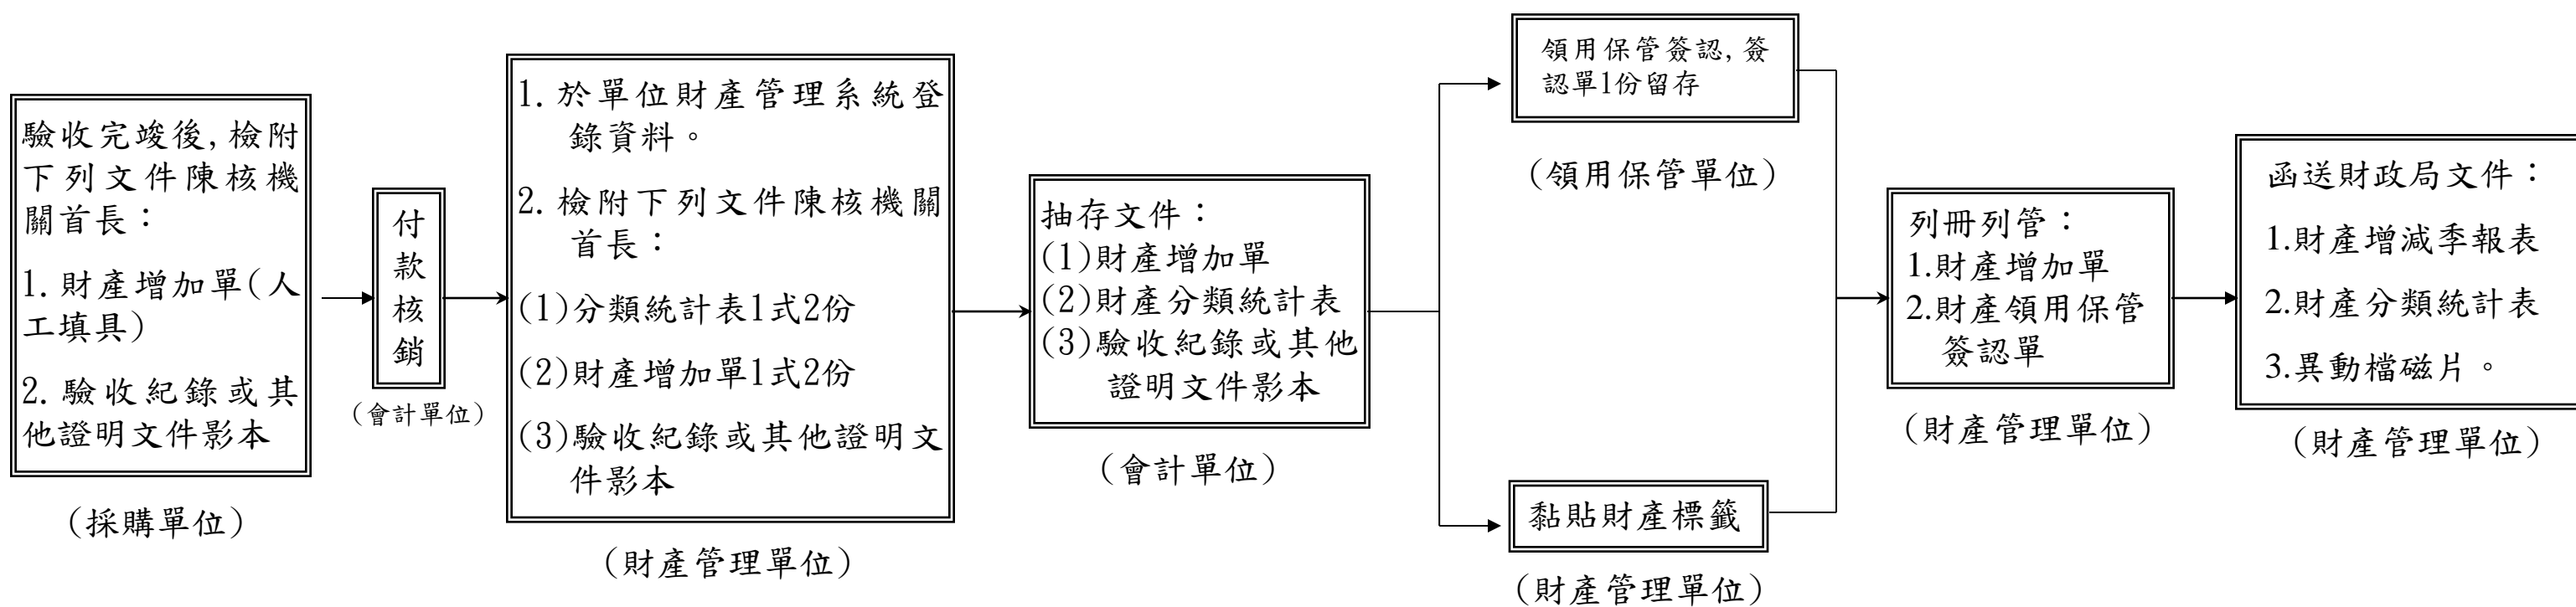 驗收完竣後,檢附
下列文件陳核機
關首長：
1. 財產增加單(人
工填具)
2. 驗收紀錄或其
他證明文件影本
(採購單位)
付
款
核
銷
(會計單位)
1. 於單位財產管理系統登
錄資料。
2. 檢附下列文件陳核機關
首長：
(1)分類統計表1式2份
(2)財產增加單1式2份
(3)驗收紀錄或其他證明文
件影本
(財產管理單位)
抽存文件：
(1)財產增加單
(2)財產分類統計表
(3)驗收紀錄或其他
證明文件影本
(會計單位)
領用保管簽認,簽
認單1份留存
(領用保管單位)
黏貼財產標籤
(財產管理單位)
列冊列管：
1.財產增加單
2.財產領用保管
簽認單
(財產管理單位)
函送財政局文件：
1.財產增減季報表
2.財產分類統計表
3.異動檔磁片。
(財產管理單位)